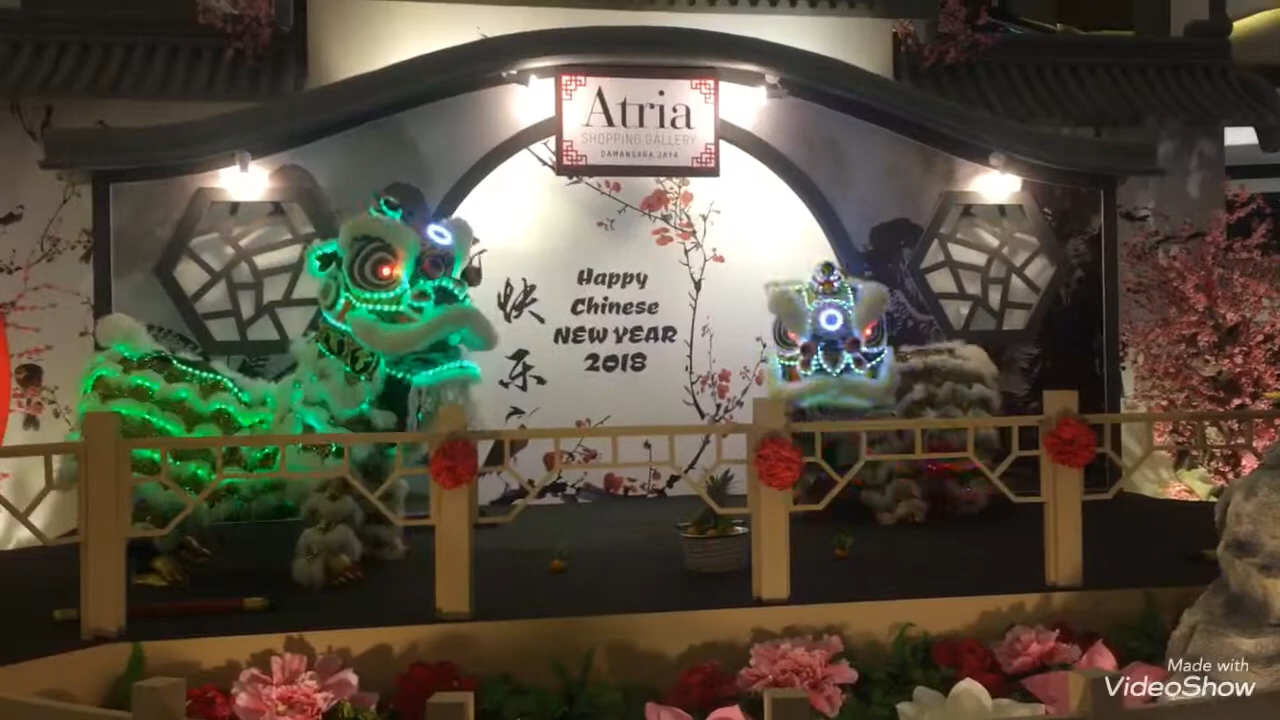 Atria
SHOPPING GALLERY
DAMANSARA JAYA
Happy
Chinese
NEW YEAR
2018
快
乐
Made with
VideoShow